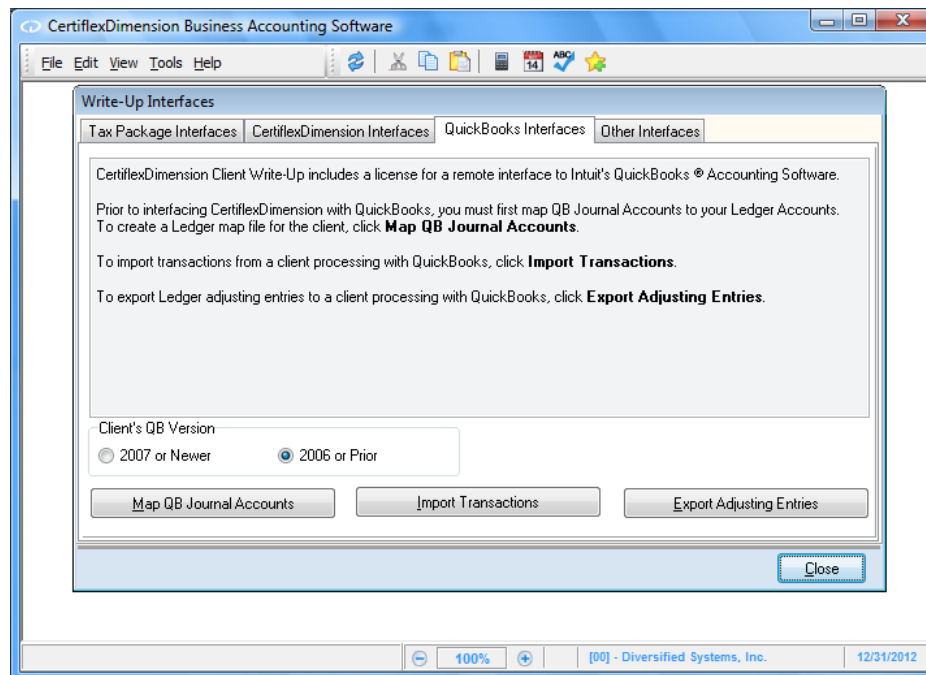 CertiflexDimension Business Accounting Software
File Edit View Tools Help
14
ABC
Write-Up Interfaces
Tax Package Interfaces CertiflexDimension Interfaces QuickBooks Interfaces Other Interfaces
CertiflexDimension Client Write-Up includes a license for a remote interface to Intuit's QuickBooks ® Accounting Software.
Prior to interfacing CertiflexDimension with QuickBooks, you must first map QB Journal Accounts to your Ledger Accounts.
To create a Ledger map file for the client, click Map QB Journal Accounts.
To import transactions from a client processing with QuickBooks, click Import Transactions.
To export Ledger adjusting entries to a client processing with QuickBooks, click Export Adjusting Entries.
Client's QB Version
2007 or Newer 2006 or Prior
Map QB Journal Accounts Import Transactions Export Adjusting Entries
Close
100% [00] - Diversified Systems, Inc. 12/31/2012